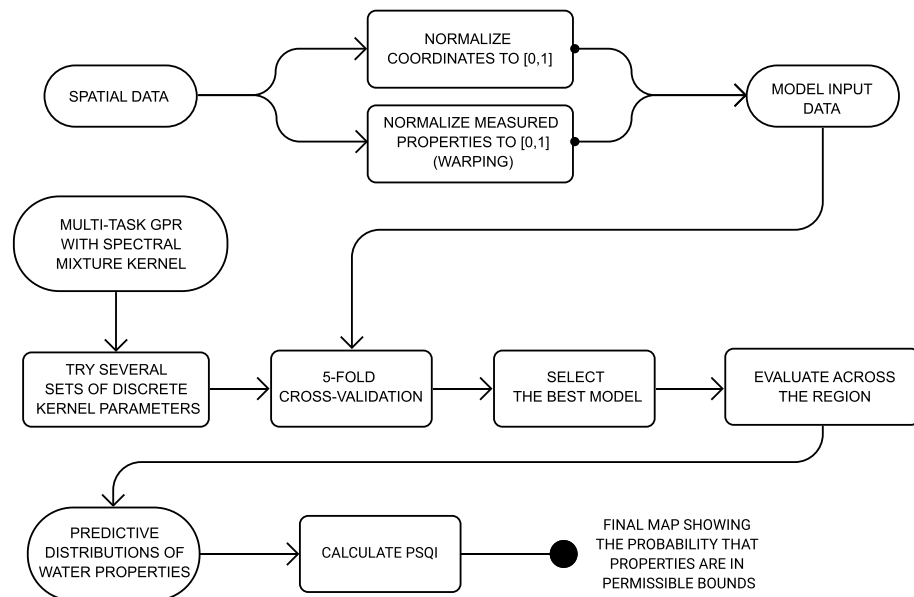 NORMALIZE
COORDINATES TO [0,1]
SPATIAL DATA
NORMALIZE MEASURED
PROPERTIES TO [0,1]
(WARPING)
MODEL INPUT
DATA
MULTI-TASK GPR
WITH SPECTRAL
MIXTURE KERNEL
TRY SEVERAL
SETS OF DISCRETE
KERNEL PARAMETERS
5-FOLD
CROSS-VALIDATION
SELECT
THE BEST MODEL
EVALUATE ACROSS
THE REGION
PREDICTIVE
DISTRIBUTIONS OF
WATER PROPERTIES
CALCULATE PSQI
FINAL MAP SHOWING
THE PROBABILITY THAT
PROPERTIES ARE IN
PERMISSIBLE BOUNDS